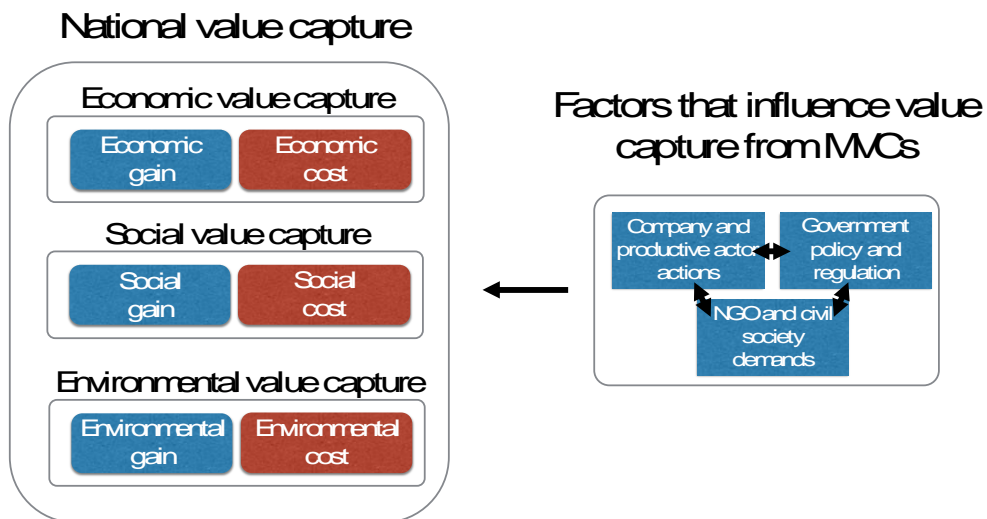 National value capture
Economic value capture
Economic
gain
Economic
cost
Social value capture
Social
gain
Social
cost
Environmental value capture
Environmental
gain
Environmental
cost
Factors that influence value
capture from MVCs
Company and
productive actor
actions
Government
policy and
regulation
NGO and civil
society
demands